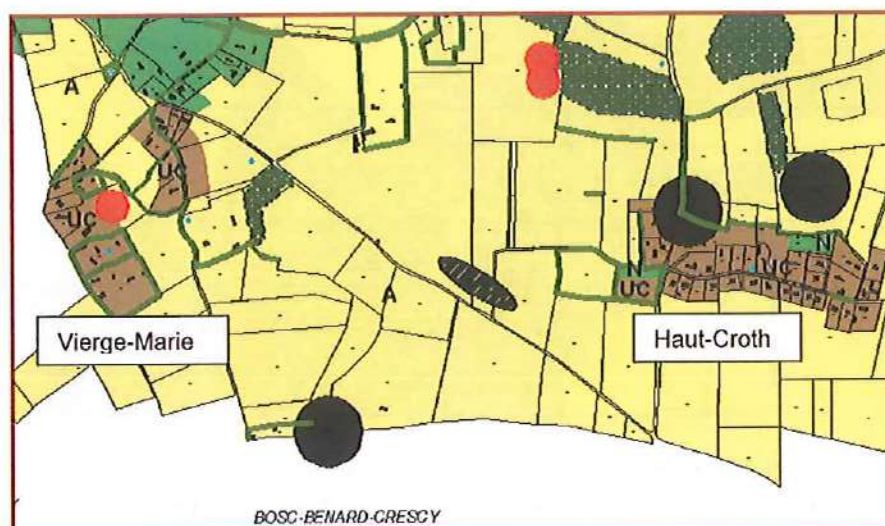 A
UC
UC
A
N
UC
UC
N
Vierge-Marie
Haut-Croth
BOSC-BENARD-CRESCY